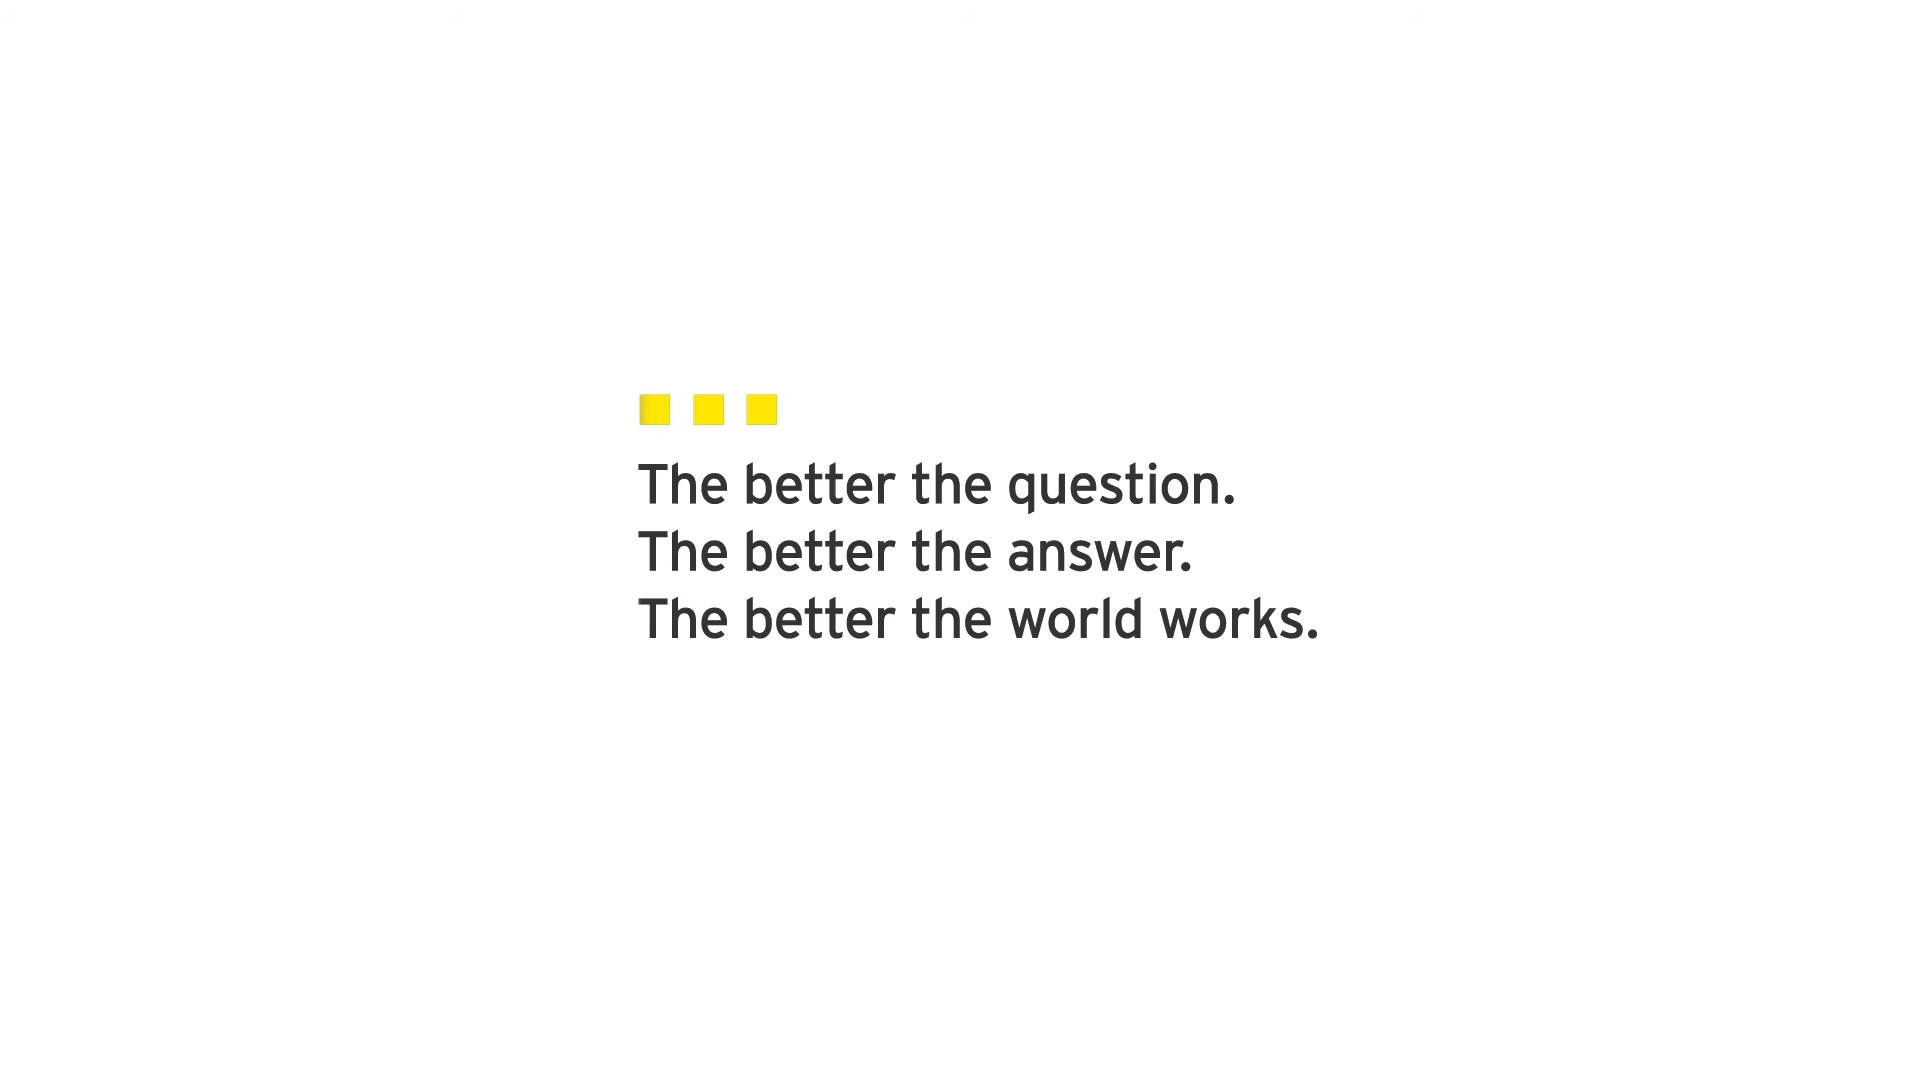 The better the question.
The better the answer.
The better the world works.